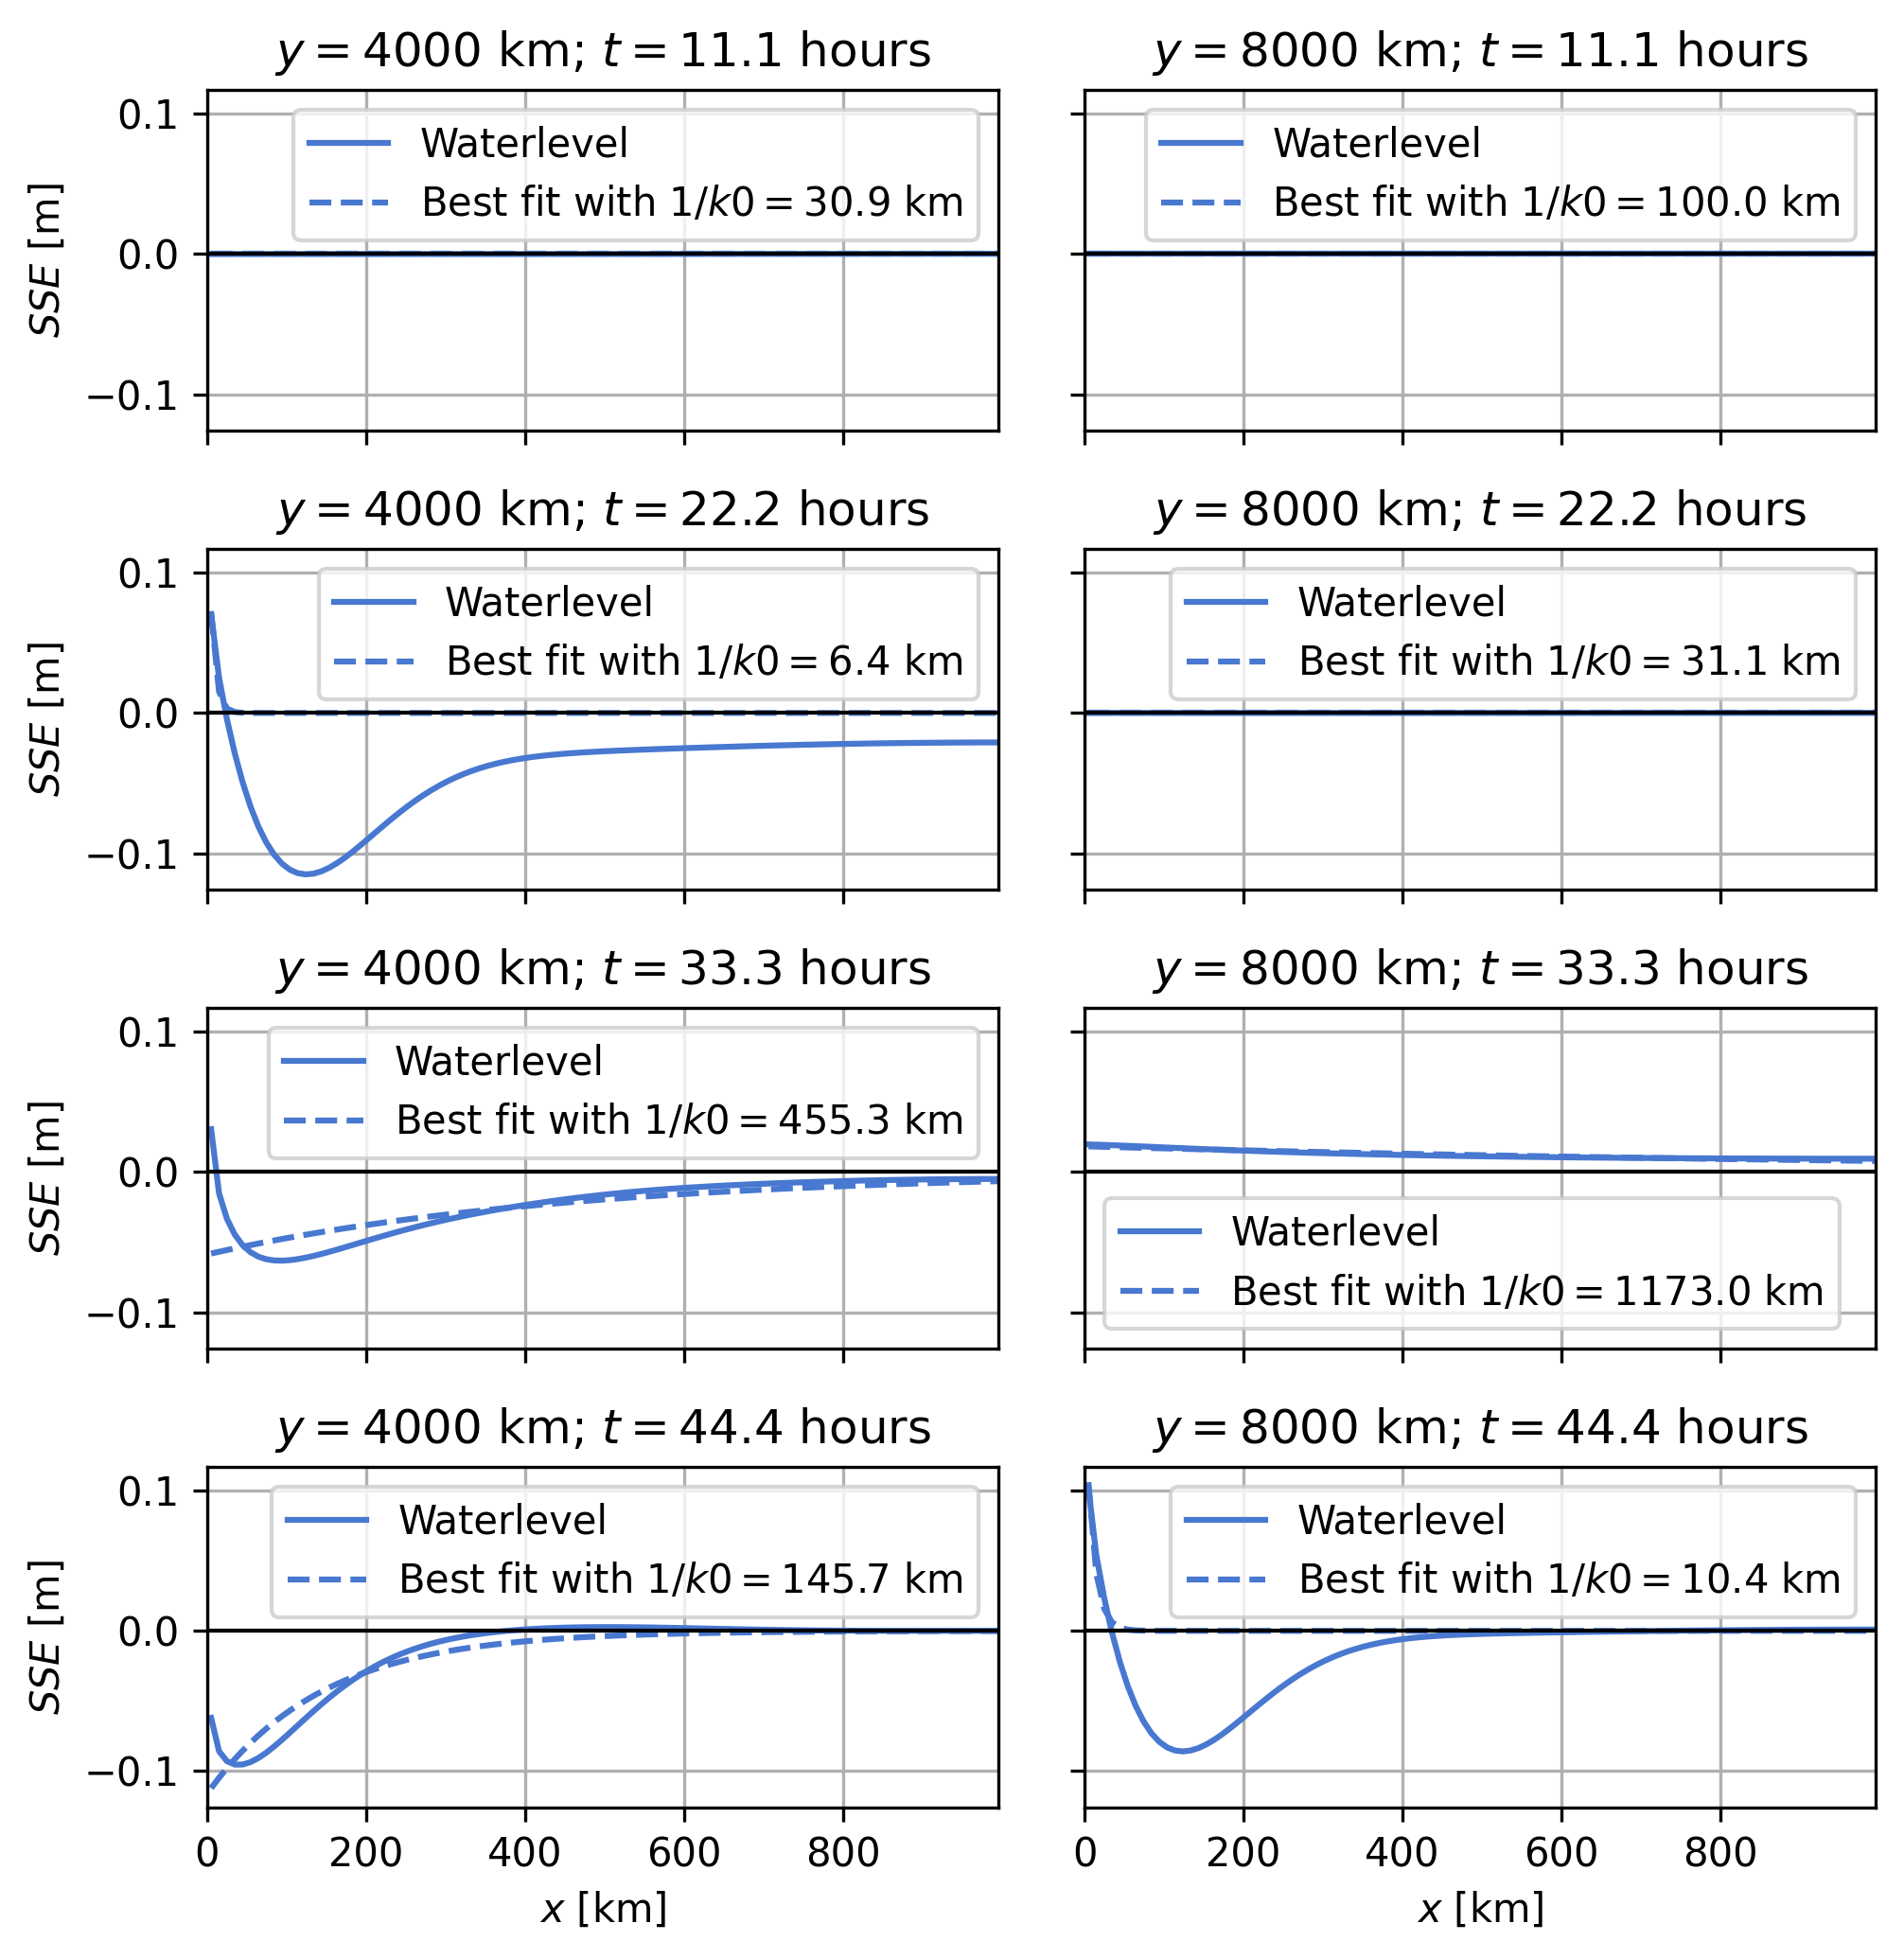 y = 4000 km; t = 11.1 hours
SSE [m]
0.1
0.0
−0.1
Waterlevel
Best fit with 1/k0 = 30.9 km
y = 8000 km; t = 11.1 hours
Waterlevel
Best fit with 1/k0 = 100.0 km
y = 4000 km; t = 22.2 hours
SSE [m]
0.1
0.0
−0.1
Waterlevel
Best fit with 1/k0 = 6.4 km
y = 8000 km; t = 22.2 hours
Waterlevel
Best fit with 1/k0 = 31.1 km
y = 4000 km; t = 33.3 hours
SSE [m]
0.1
0.0
−0.1
Waterlevel
Best fit with 1/k0 = 455.3 km
y = 8000 km; t = 33.3 hours
Waterlevel
Best fit with 1/k0 = 1173.0 km
y = 4000 km; t = 44.4 hours
SSE [m]
0.1
0.0
−0.1
Waterlevel
Best fit with 1/k0 = 145.7 km
0 200 400 600 800
x [km]
y = 8000 km; t = 44.4 hours
Waterlevel
Best fit with 1/k0 = 10.4 km
0 200 400 600 800
x [km]